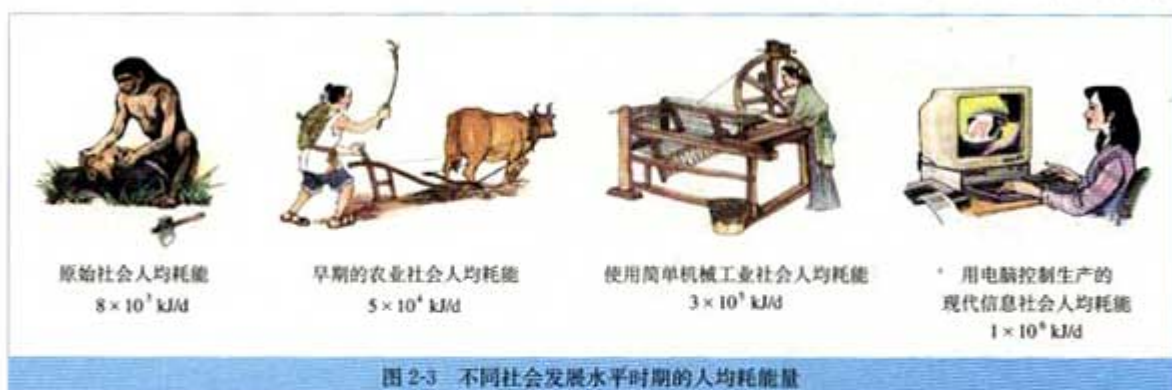 原始社会人均耗能
8×10³ kJ/d
早期的农业社会人均耗能
5×10⁴ kJ/d
使用简单机械工业社会人均耗能
3×10⁵ kJ/d
用电脑控制生产的
现代信息社会人均耗能
1×10⁶ kJ/d
图 2-3 不同社会发展水平时期的人均耗能量